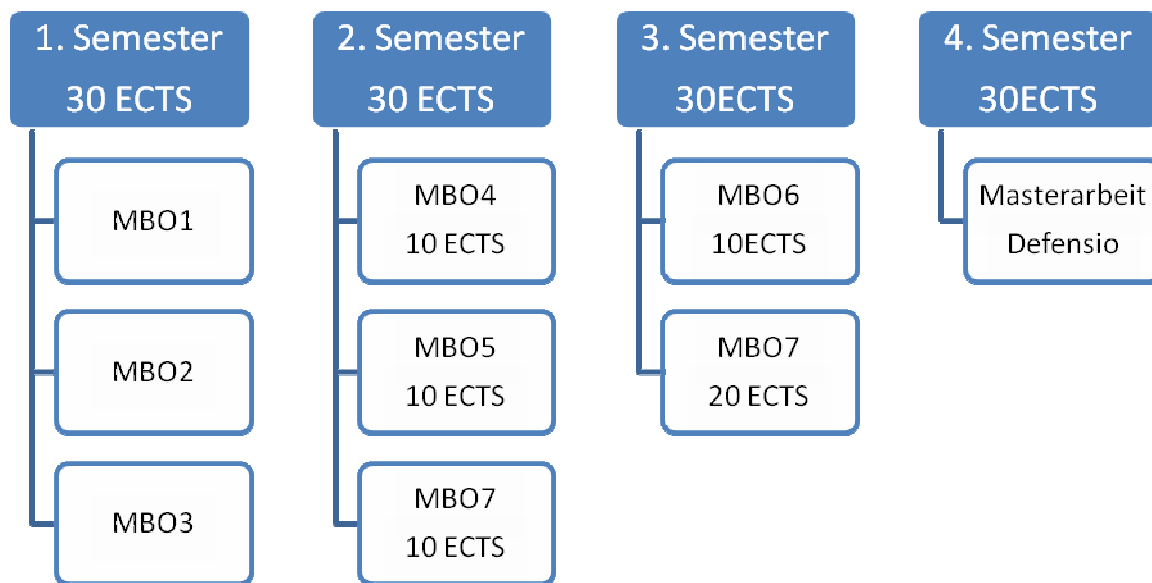 1. Semester
30 ECTS
MBO1
MBO2
MBO3
2. Semester
30 ECTS
MBO4
10 ECTS
MBO5
10 ECTS
MBO7
10 ECTS
3. Semester
30ECTS
MBO6
10ECTS
MBO7
20 ECTS
4. Semester
30ECTS
Masterarbeit
Defensio